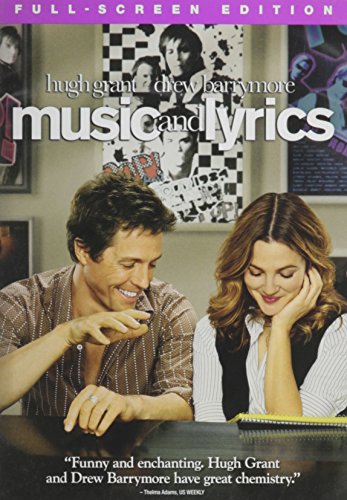 FULL-SCREEN EDITION
hugh grant drew barrymore
music and lyrics
POP!
“Funny and enchanting. Hugh Grant
and Drew Barrymore have great chemistry.”
– Thelma Adams, US WEEKLY